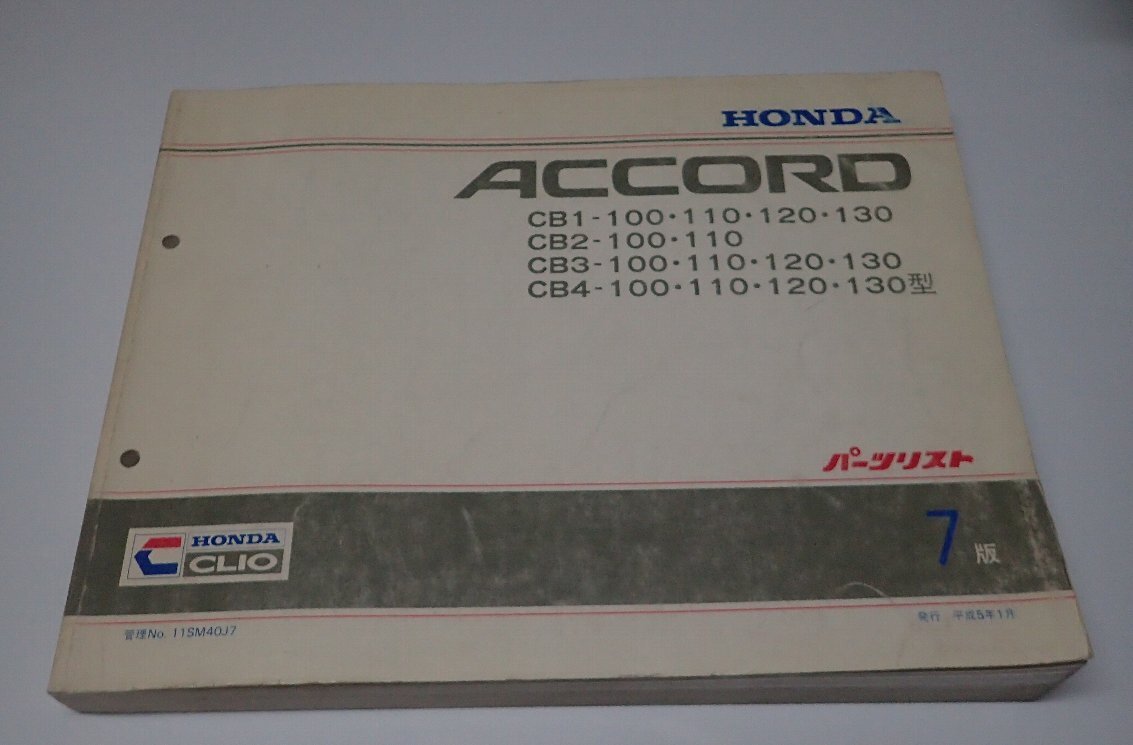 HONDA
ACCORD
CB1-100・110・120・130
CB2-100・110
CB3-100・110・120・130
CB4-100・110・120・130型
パーツリスト
7版
HONDA
CLIO
管理No. 11SM40J7
発行 平成5年1月